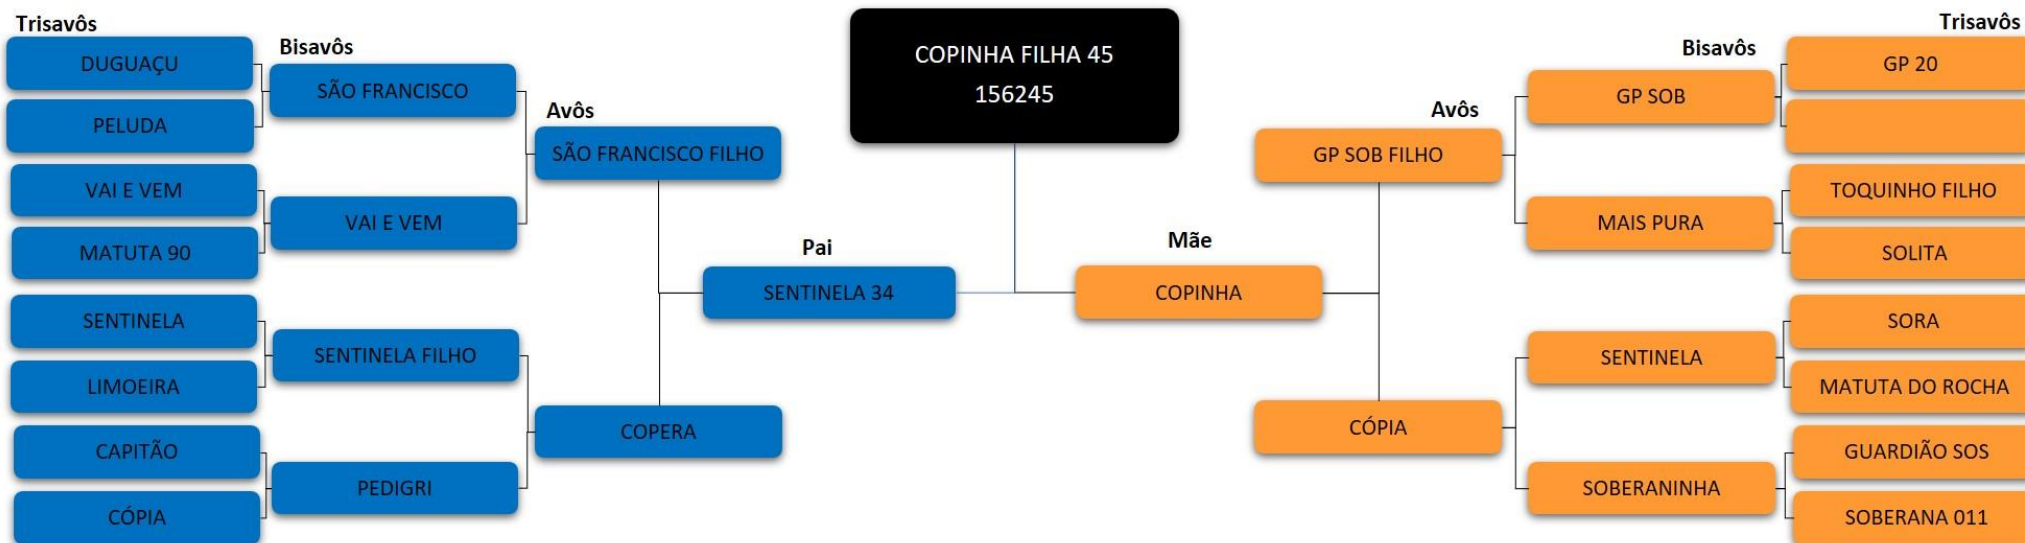 Trisavôs
DUGUAÇU
PELUDA
VAI E VEM
MATUTA 90
SENTINELA
LIMOEIRA
CAPITÃO
CÓPIA
Bisavôs
SÃO FRANCISCO
VAI E VEM
SENTINELA FILHO
PEDIGRI
Avôs
SÃO FRANCISCO FILHO
COPERA
Pai
SENTINELA 34
COPINHA FILHA 45
156245
Mãe
COPINHA
Avôs
GP SOB FILHO
CÓPIA
Bisavôs
GP SOB
MAIS PURA
SENTINELA
SOBERANINHA
Trisavôs
GP 20
TOQUINHO FILHO
SOLITA
SORA
MATUTA DO ROCHA
GUARDIÃO SOS
SOBERANA 011